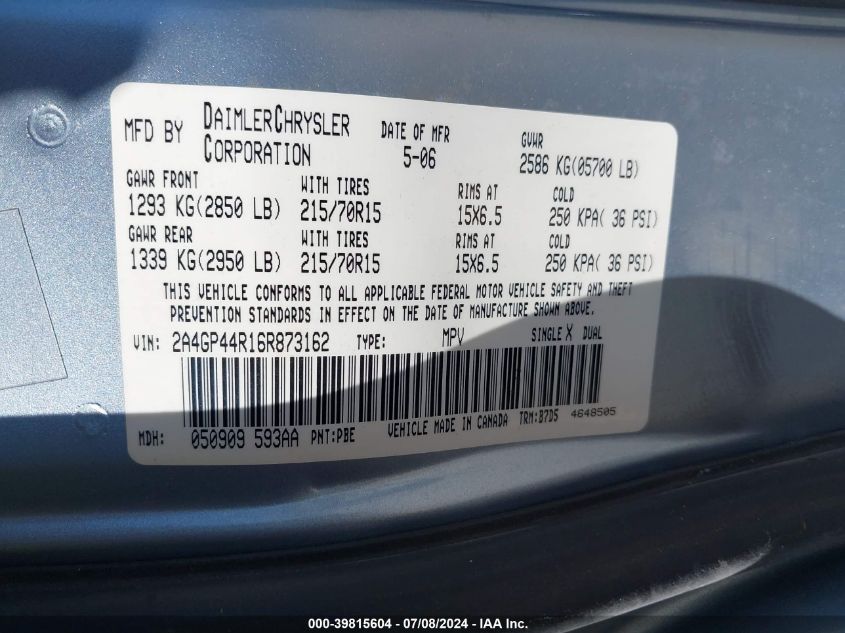 MFD BY DAIMLERCHRYSLER CORPORATION DATE OF MFR 5-06 GVWR 2586 KG(05700 LB)
GAWR FRONT WITH TIRES RIMS AT COLD
1293 KG(2850 LB) 215/70R15 15X6.5 250 KPA( 36 PSI)
GAWR REAR WITH TIRES RIMS AT COLD
1339 KG(2950 LB) 215/70R15 15X6.5 250 KPA( 36 PSI)
THIS VEHICLE CONFORMS TO ALL APPLICABLE FEDERAL MOTOR VEHICLE SAFETY AND THEFT
PREVENTION STANDARDS IN EFFECT ON THE DATE OF MANUFACTURE SHOWN ABOVE.
VIN: 2A4GP44R16R873162 TYPE: MPV SINGLE X DUAL
MDH: 050909 593AA PNT:PBE VEHICLE MADE IN CANADA TRM:B7D5 4648505
000-39815604 / 07/08/2024 - IAA Inc.